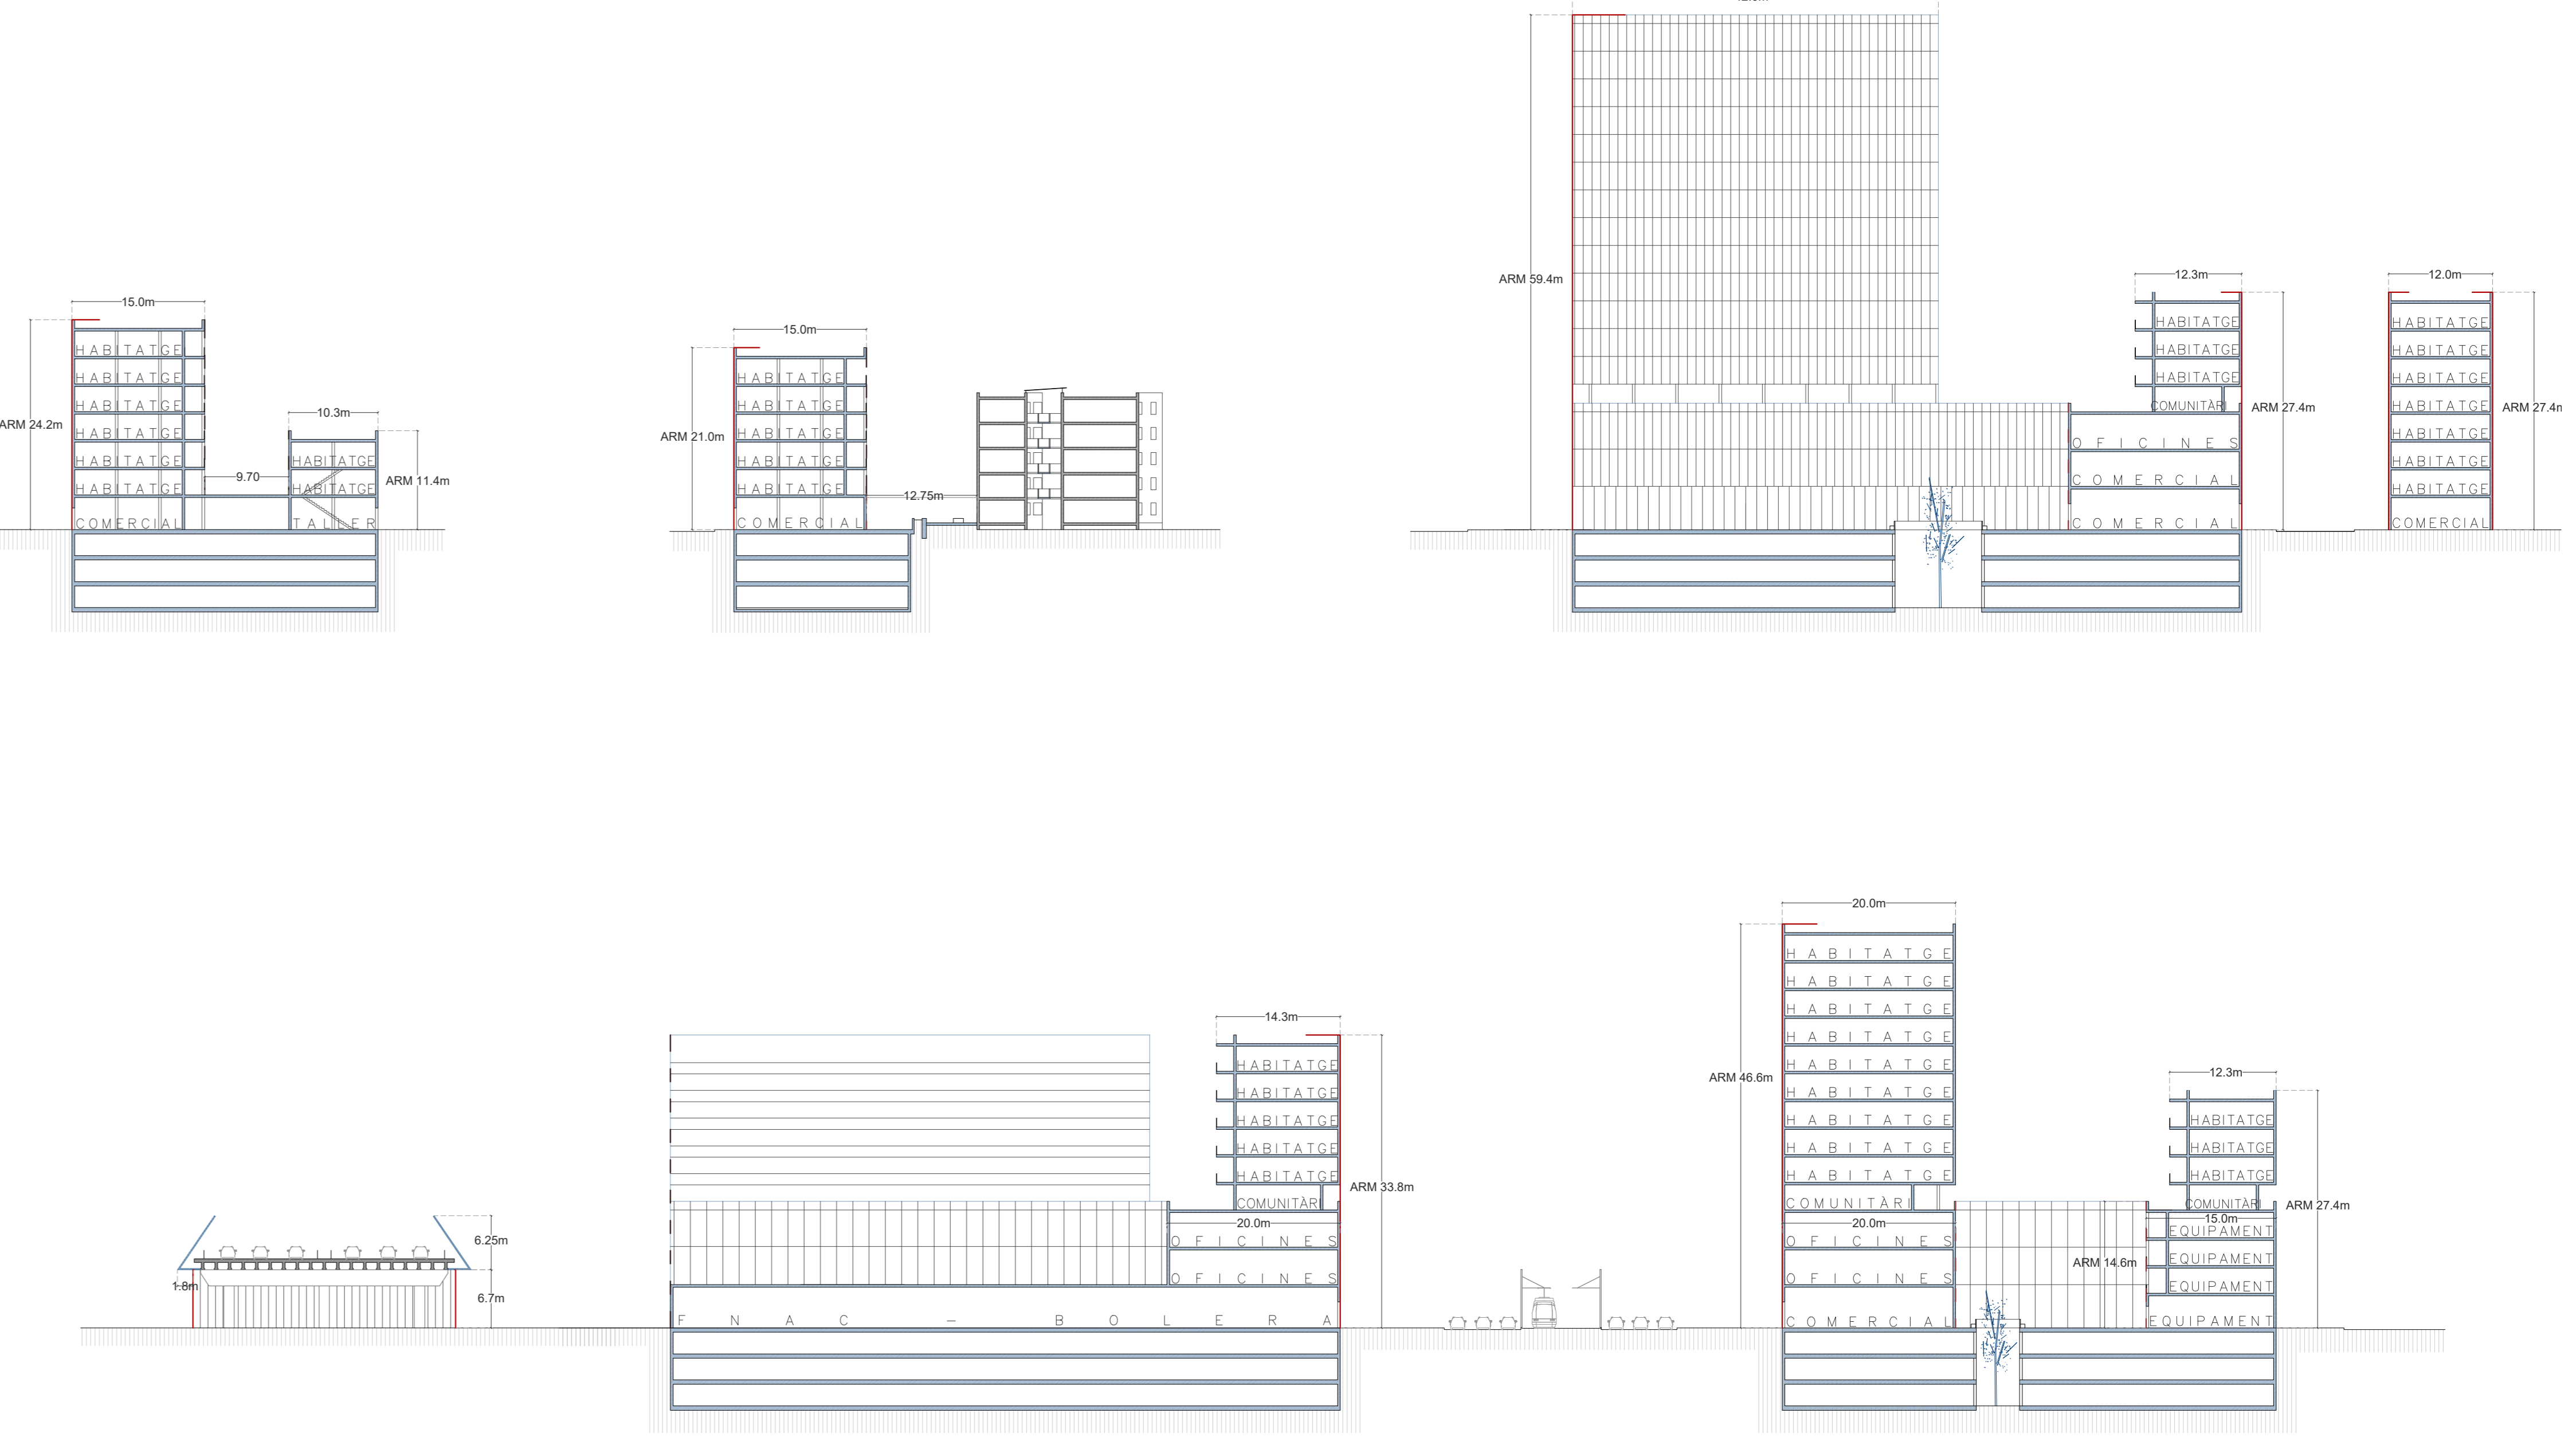 15.0m
HABITATGE
HABITATGE
HABITATGE
HABITATGE
HABITATGE
HABITATGE
COMERCIAL
ARM 24.2m
9.70
10.3m
HABITATGE
HABITATGE
TALLER
ARM 11.4m
15.0m
HABITATGE
HABITATGE
HABITATGE
HABITATGE
HABITATGE
COMERCIAL
ARM 21.0m
12.75m
ARM 59.4m
12.3m
HABITATGE
HABITATGE
HABITATGE
COMUNITÀRI
OFICINES
COMERCIAL
COMERCIAL
ARM 27.4m
12.0m
HABITATGE
HABITATGE
HABITATGE
HABITATGE
HABITATGE
HABITATGE
HABITATGE
COMERCIAL
ARM 27.4m
1.8m
6.25m
6.7m
14.3m
HABITATGE
HABITATGE
HABITATGE
HABITATGE
HABITATGE
COMUNITÀRI
20.0m
OFICINES
OFICINES
FNAC - BOLERA
ARM 33.8m
20.0m
HABITATGE
HABITATGE
HABITATGE
HABITATGE
HABITATGE
HABITATGE
HABITATGE
HABITATGE
HABITATGE
COMUNITÀRI
20.0m
OFICINES
OFICINES
COMERCIAL
ARM 46.6m
ARM 14.6m
12.3m
HABITATGE
HABITATGE
HABITATGE
COMUNITÀRI
15.0m
EQUIPAMENT
EQUIPAMENT
EQUIPAMENT
EQUIPAMENT
ARM 27.4m